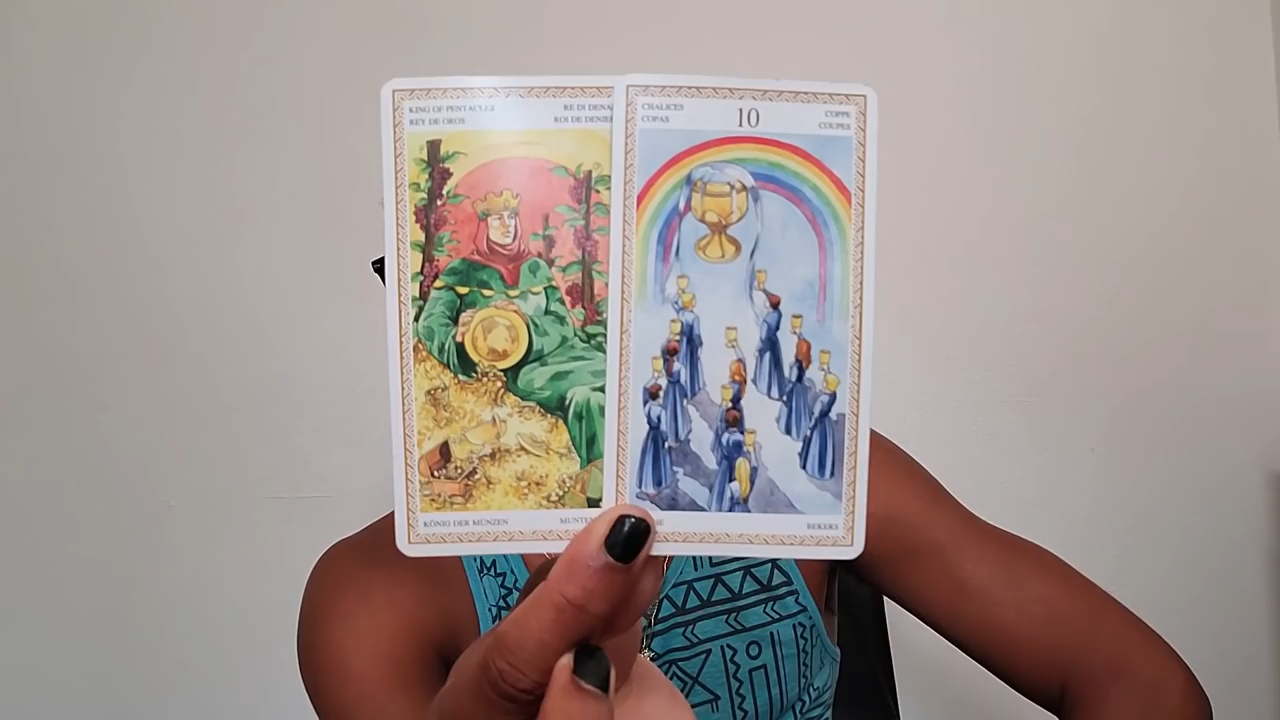 KING OF PENTACLES
REY DE OROS
RE DI DENA
ROI DE DENIE
KÖNIG DER MÜNZEN
MUNTEN
CHALICES
COPAS
10
COPPE
COUPES
BEKERS